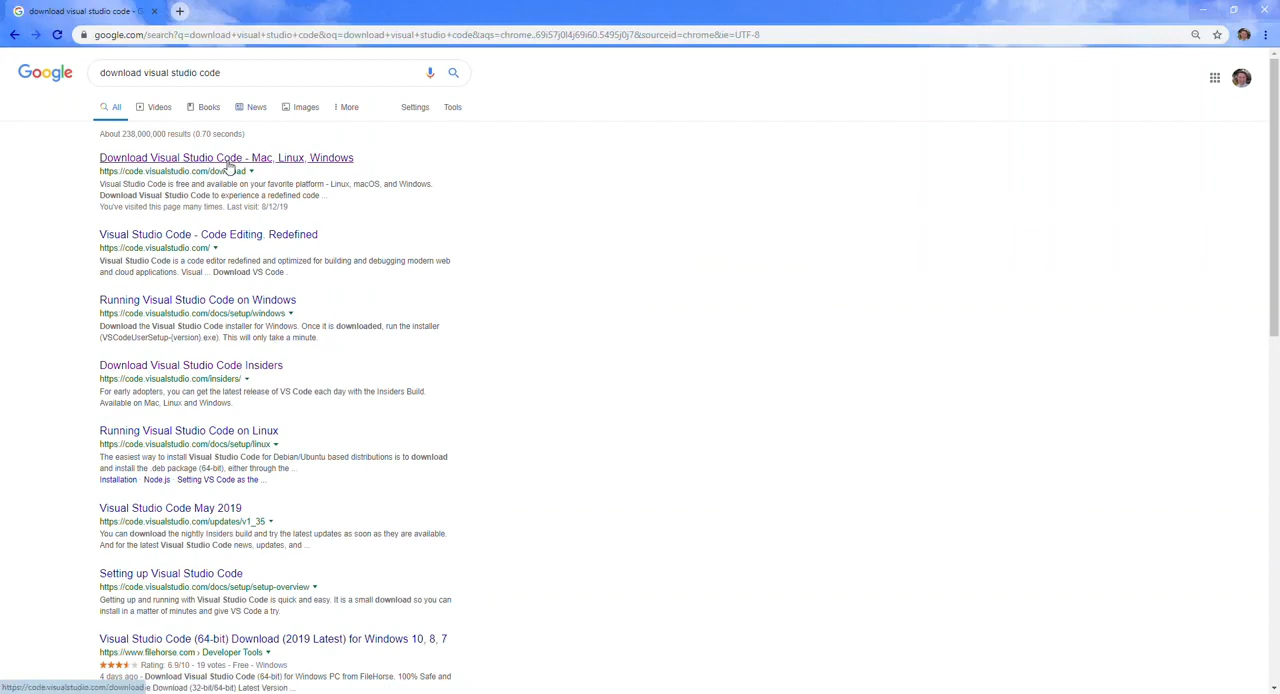 download visual studio code - G
google.com/search?q=download+visual+studio+code&oq=download+visual+studio+code&aqs=chrome..69i57j0l4j69i60.5495j0j7&sourceid=chrome&ie=UTF-8
Google
download visual studio code
All Videos Books News Images More Settings Tools
About 238,000,000 results (0.70 seconds)
Download Visual Studio Code - Mac, Linux, Windows
https://code.visualstudio.com/download
Visual Studio Code is free and available on your favorite platform - Linux, macOS, and Windows.
Download Visual Studio Code to experience a redefined code ...
You've visited this page many times. Last visit: 8/12/19
Visual Studio Code - Code Editing. Redefined
https://code.visualstudio.com/
Visual Studio Code is a code editor redefined and optimized for building and debugging modern web
and cloud applications. Visual ... Download VS Code .
Running Visual Studio Code on Windows
https://code.visualstudio.com/docs/setup/windows
Download the Visual Studio Code installer for Windows. Once it is downloaded, run the installer
(VSCodeUserSetup-{version}.exe). This will only take a minute.
Download Visual Studio Code Insiders
https://code.visualstudio.com/insiders/
For early adopters, you can get the latest release of VS Code each day with the Insiders Build.
Available on Mac, Linux and Windows.
Running Visual Studio Code on Linux
https://code.visualstudio.com/docs/setup/linux
The easiest way to install Visual Studio Code for Debian/Ubuntu based distributions is to download
and install the .deb package (64-bit), either through the ...
Installation · Node.js · Setting VS Code as the ...
Visual Studio Code May 2019
https://code.visualstudio.com/updates/v1_35
You can download the nightly Insiders build and try the latest updates as soon as they are available.
And for the latest Visual Studio Code news, updates, and ...
Setting up Visual Studio Code
https://code.visualstudio.com/docs/setup/setup-overview
Getting up and running with Visual Studio Code is quick and easy. It is a small download so you can
install in a matter of minutes and give VS Code a try.
Visual Studio Code (64-bit) Download (2019 Latest) for Windows 10, 8, 7
https://www.filehorse.com › Developer Tools
Rating: 6.9/10 - 19 votes - Free - Windows
4 days ago - Download Visual Studio Code (64-bit) for Windows PC from FileHorse. 100% Safe and
https://code.visualstudio.com/download e Download (32-bit/64-bit) Latest Version ...